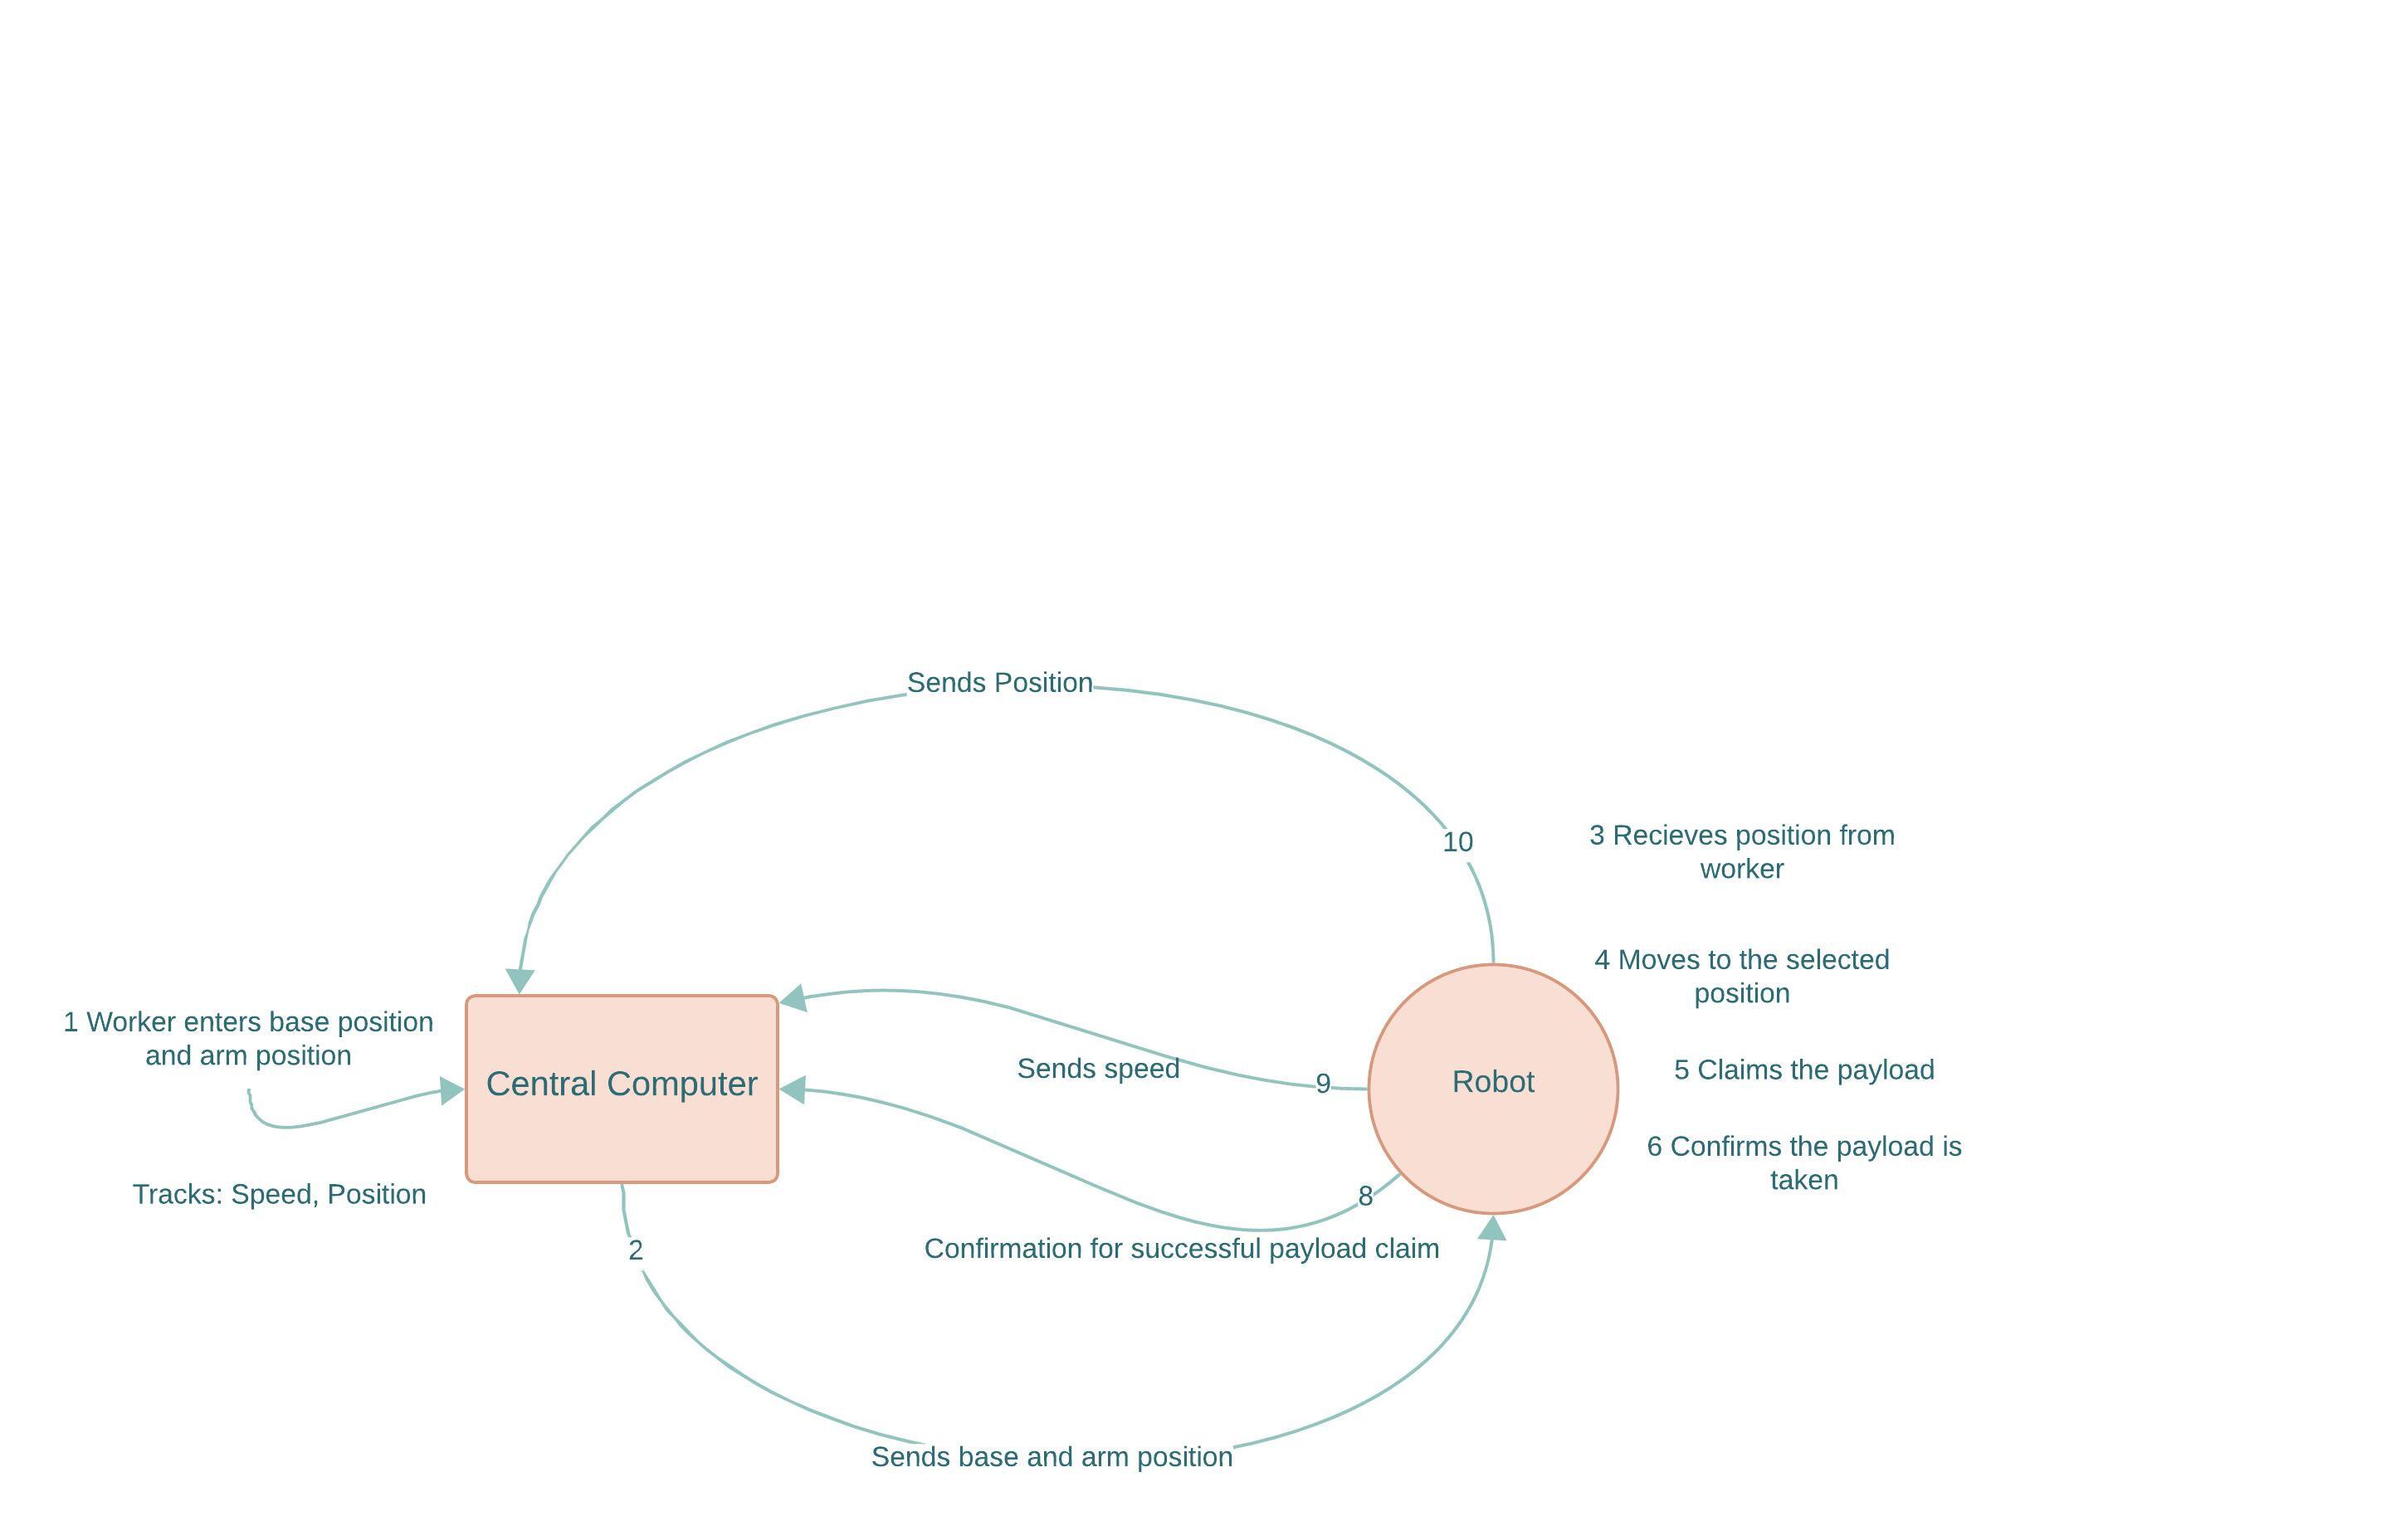 Sends Position
10
3 Recieves position from
worker
4 Moves to the selected
position
1 Worker enters base position
and arm position
Central Computer
Sends speed
9
Robot
5 Claims the payload
6 Confirms the payload is
taken
Tracks: Speed, Position
8
2
Confirmation for successful payload claim
Sends base and arm position